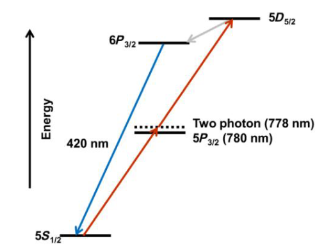 5D5/2
6P3/2
Energy
Two photon (778 nm)
5P3/2 (780 nm)
420 nm
5S1/2